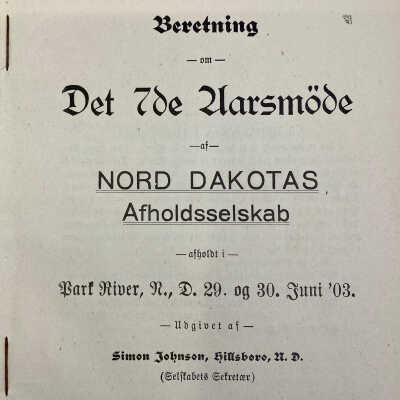 Beretning
— om —
Det 7de Aarsmöde
— af —
NORD DAKOTAS
Afholdsselskab
— afholdt i —
Park River, N., D. 29. og 30. Juni '03.
— Udgivet af —
Simon Johnson, Hillsboro, N. D.
(Selskabets Sekretær)